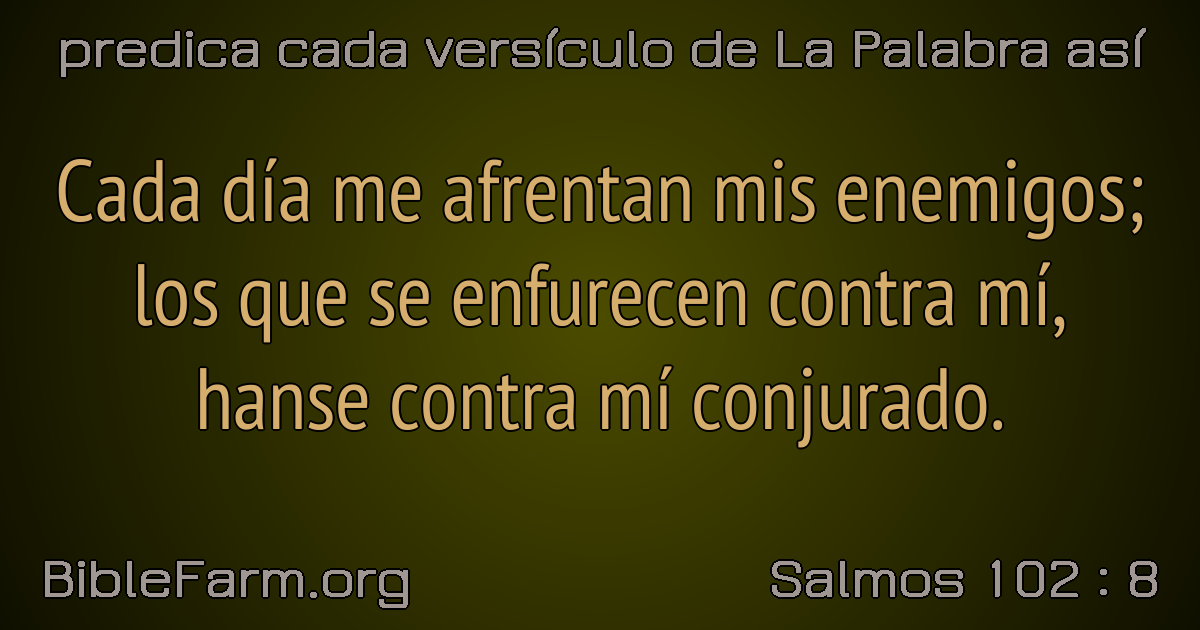 predica cada versículo de La Palabra así
Cada día me afrentan mis enemigos;
los que se enfurecen contra mí,
hanse contra mí conjurado.
BibleFarm.org
Salmos 102 : 8